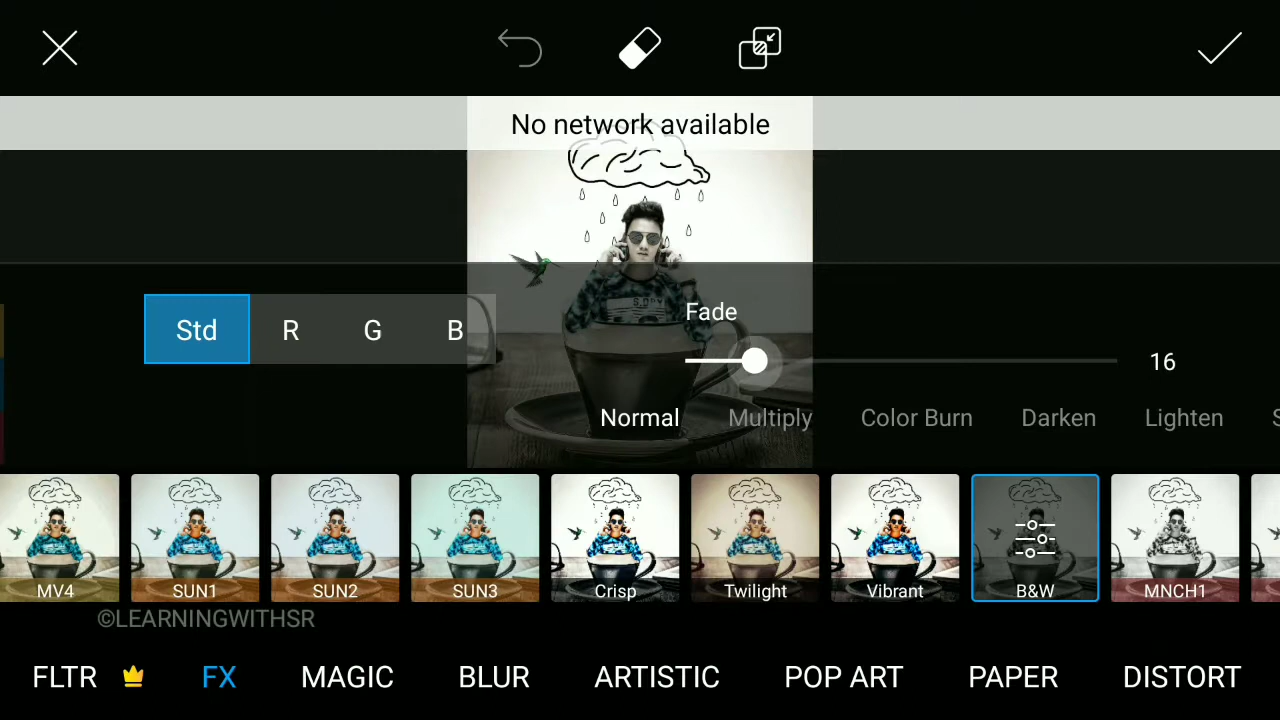 No network available
S.DPY
Fade
Std R G B
16
Normal Multiply Color Burn Darken Lighten S
MV4 SUN1 SUN2 SUN3 Crisp Twilight Vibrant B&W MNCH1
©LEARNINGWITHSR
FLTR FX MAGIC BLUR ARTISTIC POP ART PAPER DISTORT